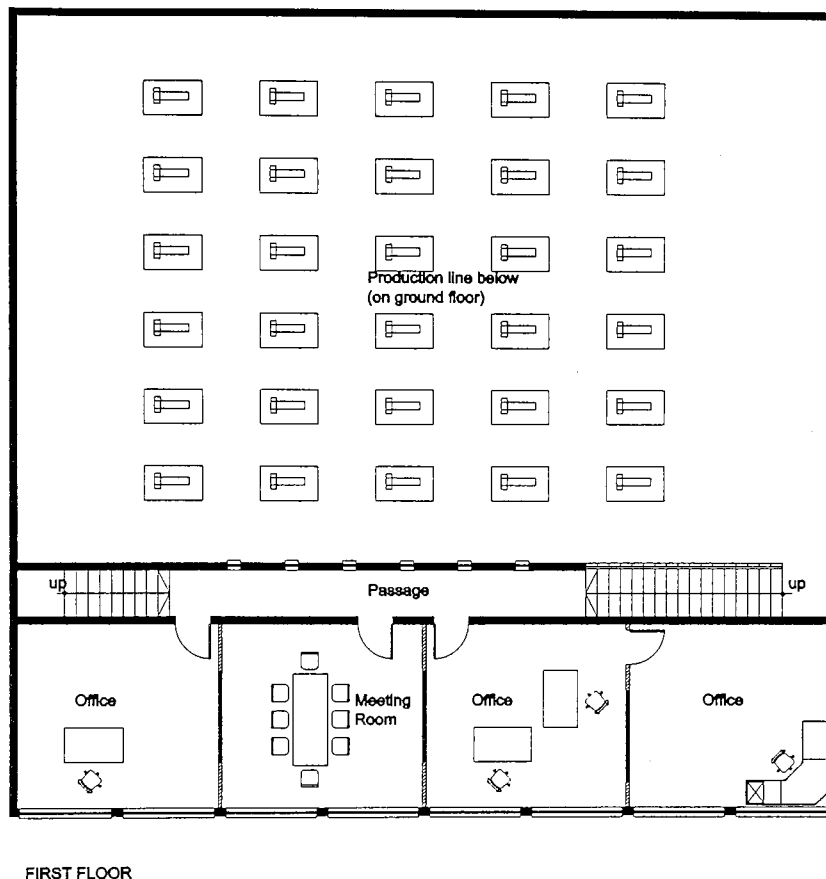 Production line below
(on ground floor)
up
Passage
up
Office
Meeting
Room
Office
Office
FIRST FLOOR